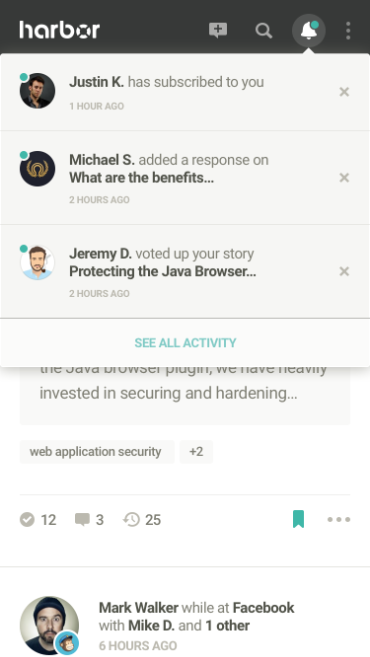 harbor
Justin K. has subscribed to you
1 HOUR AGO
Michael S. added a response on
What are the benefits...
2 HOURS AGO
Jeremy D. voted up your story
Protecting the Java Browser...
2 HOURS AGO
SEE ALL ACTIVITY
the Java browser plugin, we have heavily
invested in securing and hardening...
web application security +2
12 3 25
Mark Walker while at Facebook
with Mike D. and 1 other
6 HOURS AGO